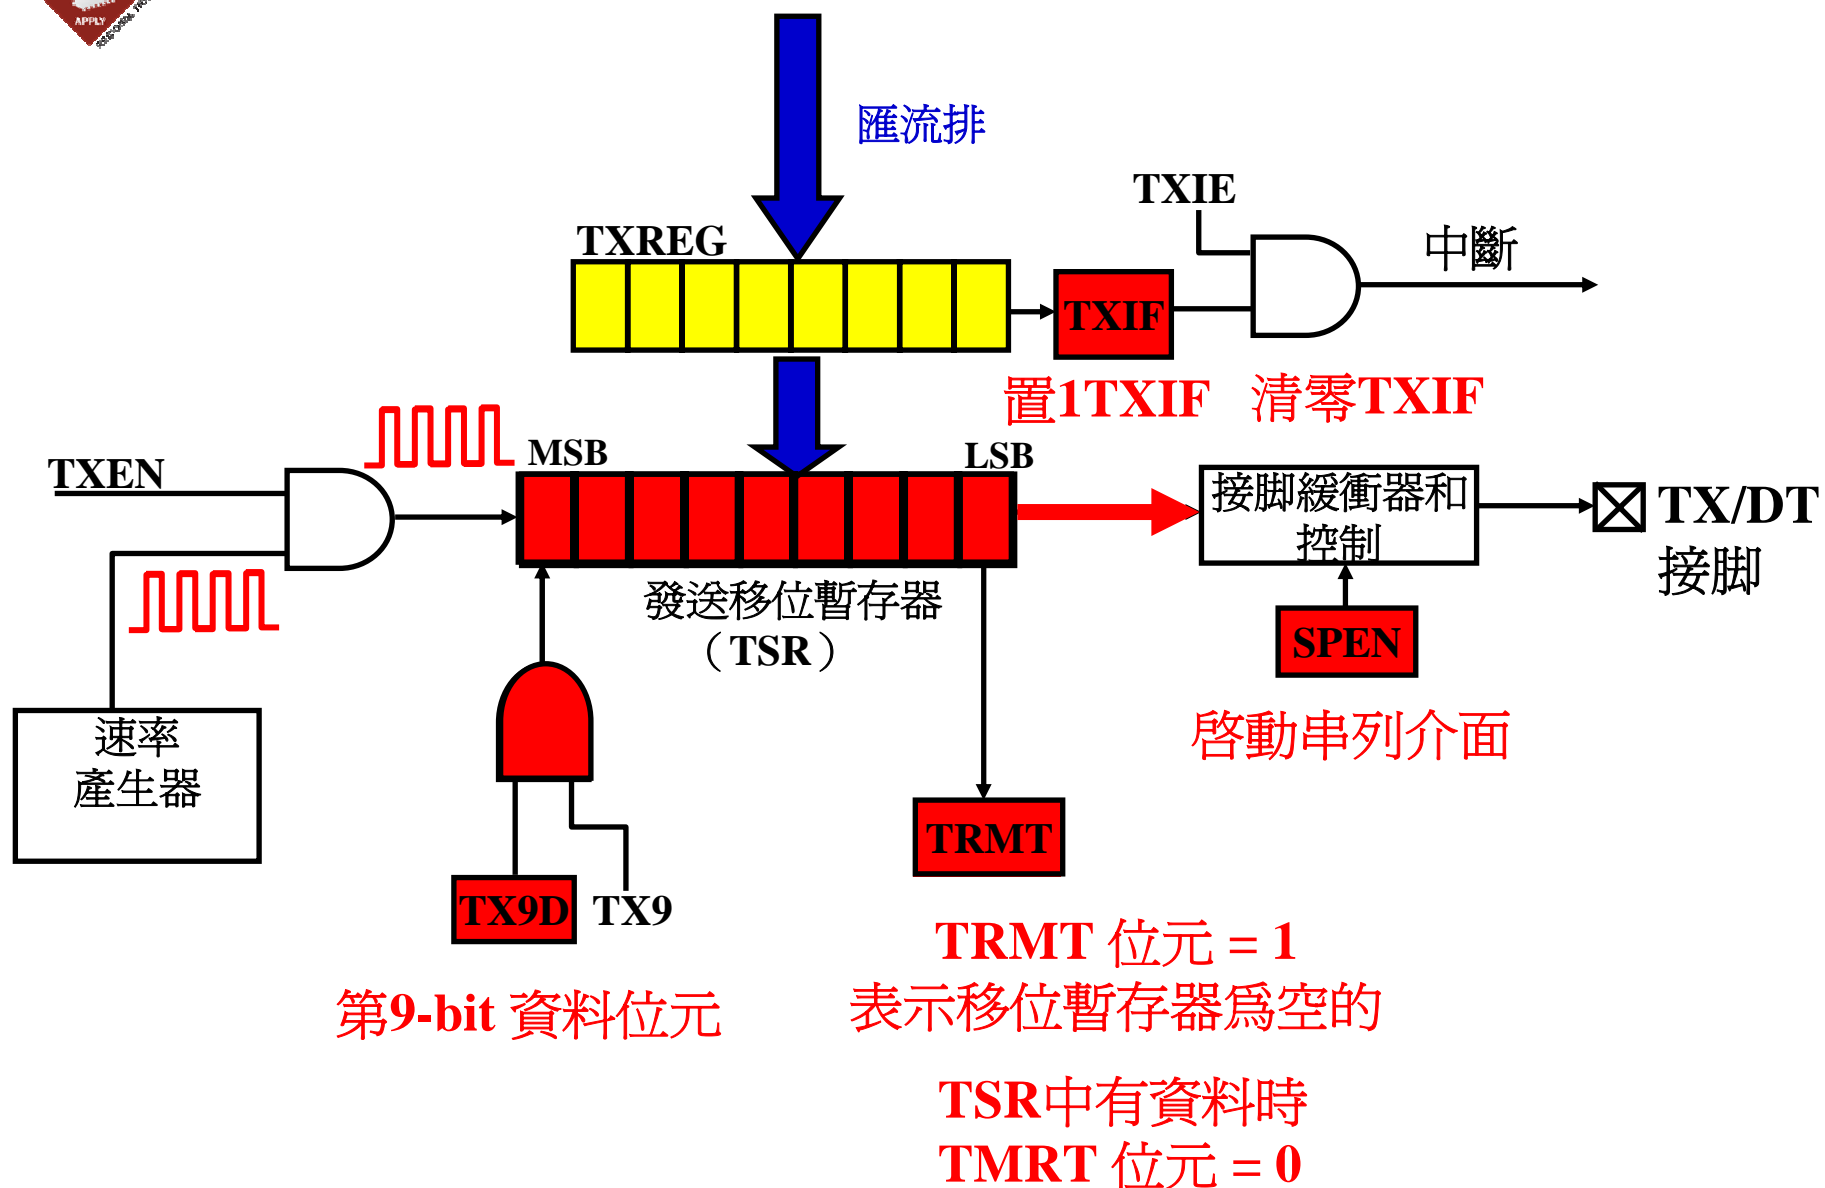 APPLY
匯流排
TXIE
TXREG
中斷
TXIF
置1TXIF
清零TXIF
MSB
LSB
TXEN
接脚緩衝器和
控制
TX/DT
接脚
發送移位暫存器
（TSR）
SPEN
速率
產生器
啓動串列介面
TRMT
TX9D
TX9
TRMT 位元 = 1
表示移位暫存器爲空的
第9-bit 資料位元
TSR中有資料時
TMRT 位元 = 0